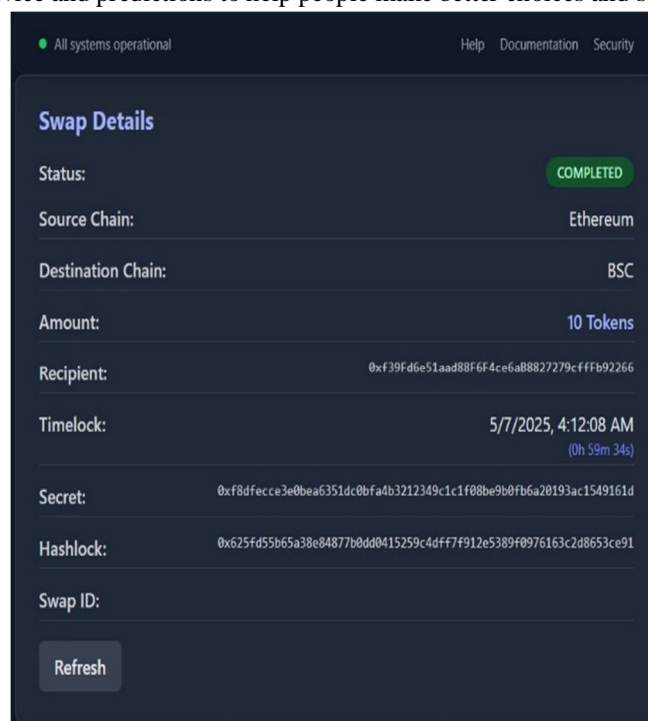 All systems operational Help Documentation Security
Swap Details
Status: COMPLETED
Source Chain: Ethereum
Destination Chain: BSC
Amount: 10 Tokens
Recipient: 0xf39Fd6e51aad88F6F4ce6aB8827279cffFb92266
Timelock: 5/7/2025, 4:12:08 AM
(0h 59m 34s)
Secret: 0xf8dfecce3e0bea6351dc0bfa4b3212349c1c1f08be9b0fb6a20193ac1549161d
Hashlock: 0x625fd55b65a38e84877b0dd0415259c4dff7f912e5389f0976163c2d8653ce91
Swap ID:
Refresh